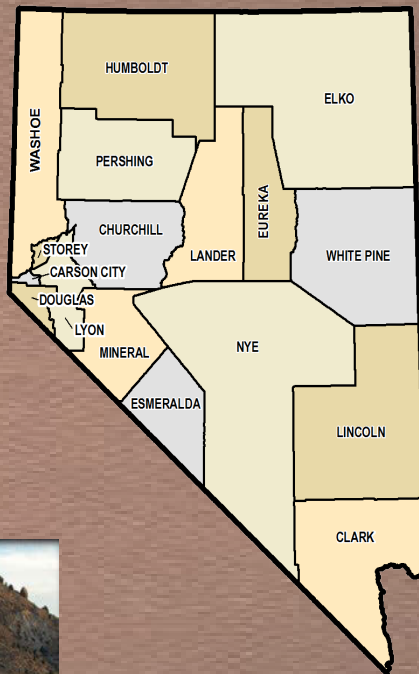 HUMBOLDT
ELKO
WASHOE
PERSHING
EUREKA
CHURCHILL
STOREY
LANDER
WHITE PINE
CARSON CITY
DOUGLAS
LYON
NYE
MINERAL
ESMERALDA
LINCOLN
CLARK